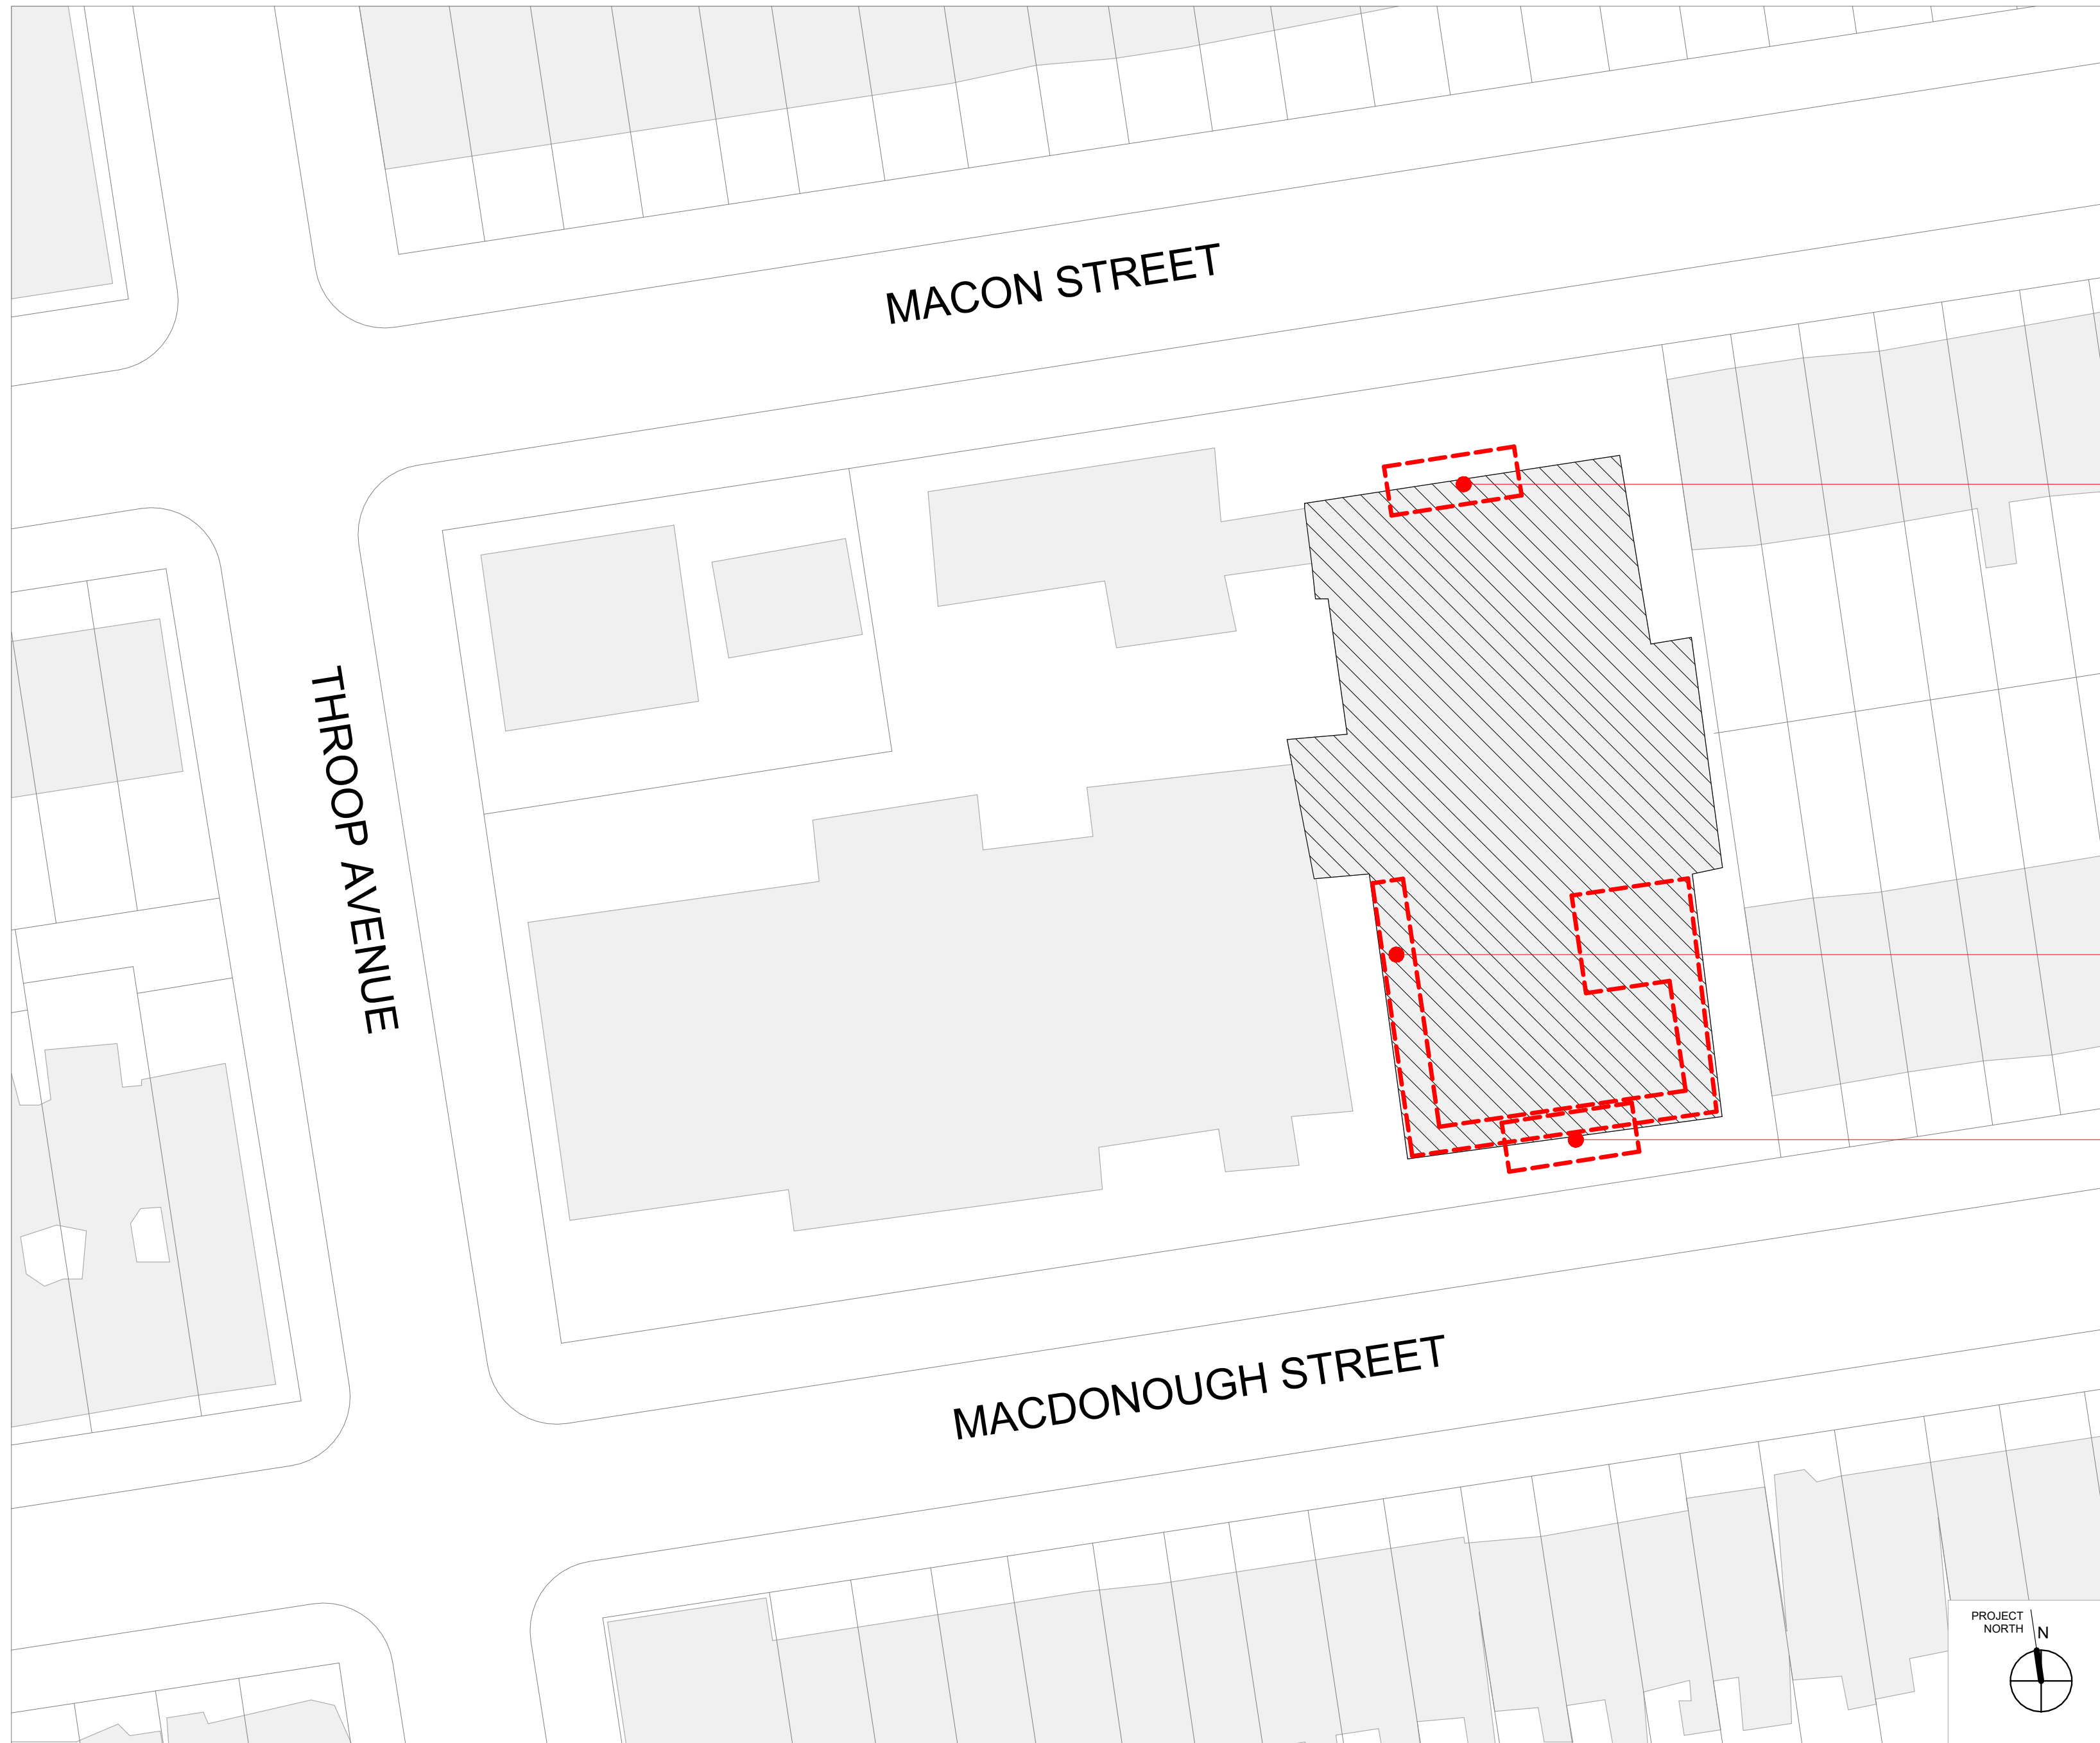 MACON STREET
THROOP AVENUE
MACDONOUGH STREET
PROJECT
NORTH
N